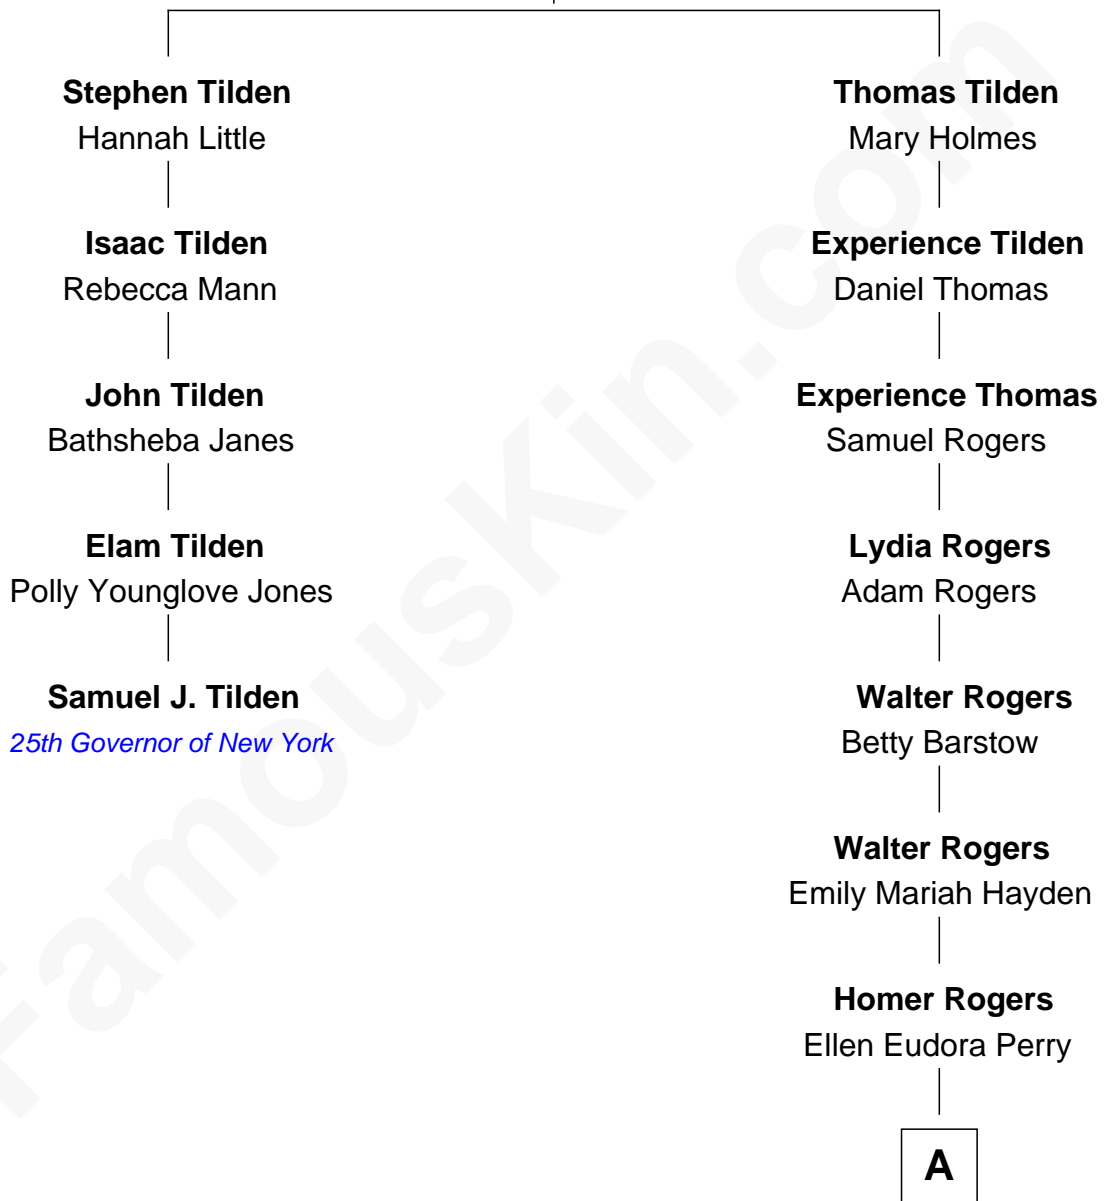 Stephen Tilden
Hannah Little
Isaac Tilden
Rebecca Mann
John Tilden
Bathsheba Janes
Elam Tilden
Polly Younglove Jones
Samuel J. Tilden
25th Governor of New York
Thomas Tilden
Mary Holmes
Experience Tilden
Daniel Thomas
Experience Thomas
Samuel Rogers
Lydia Rogers
Adam Rogers
Walter Rogers
Betty Barstow
Walter Rogers
Emily Mariah Hayden
Homer Rogers
Ellen Eudora Perry
A
FamousKin.com